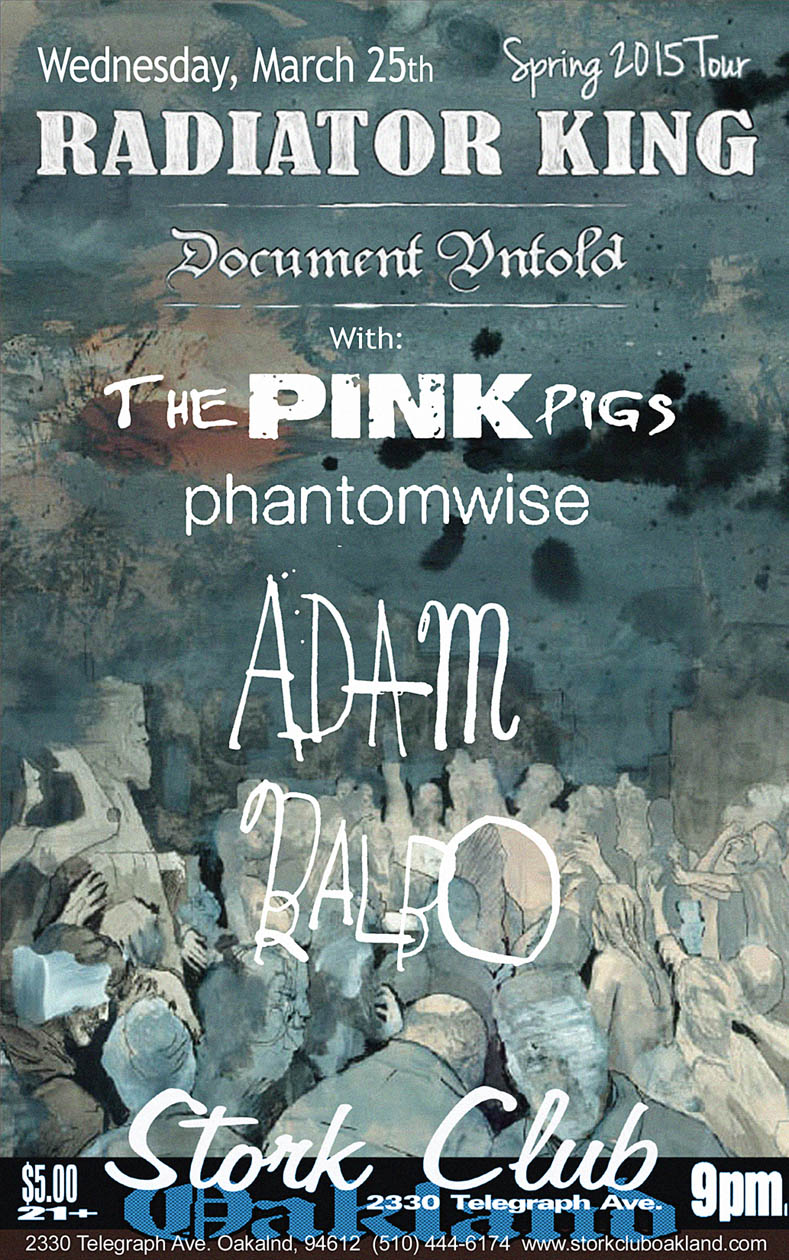 Wednesday, March 25th
Spring 2015 Tour
RADIATOR KING
Document Untold
With:
THE PINK PIGS
phantomwise
ADAM
BALBO
Stork Club
$5.00
21+
Oakland
2330 Telegraph Ave.
9pm.
2330 Telegraph Ave. Oakalnd, 94612 (510) 444-6174 www.storkcluboakland.com